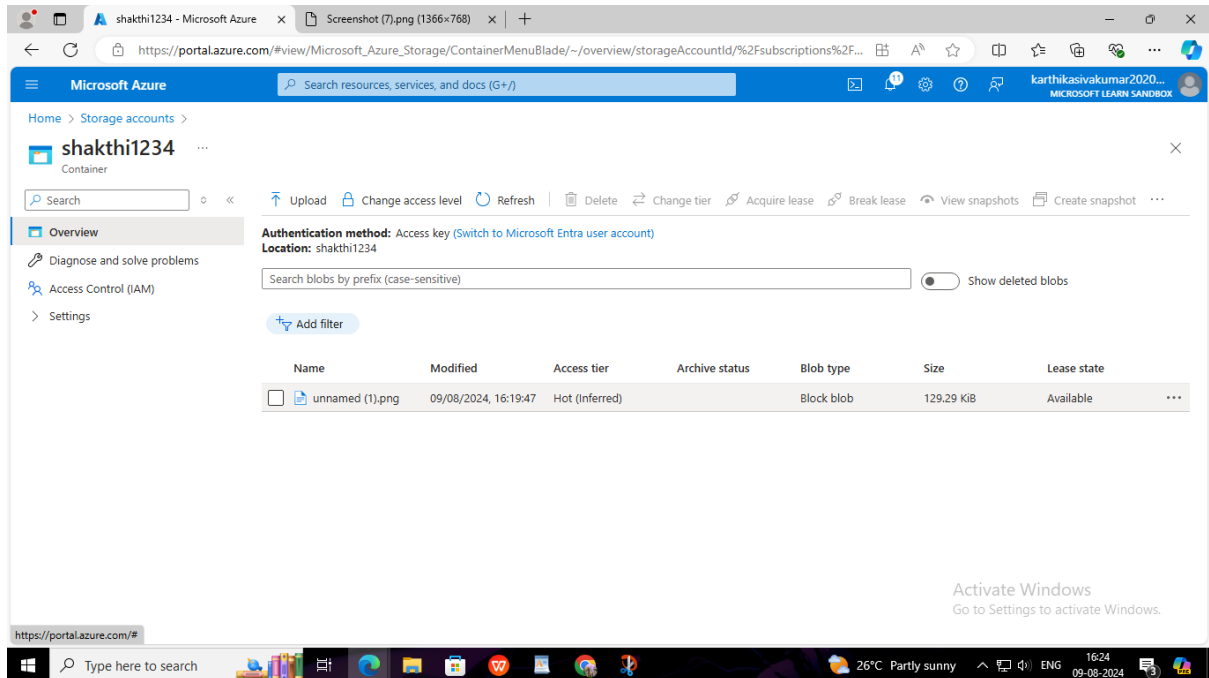 shakthi1234 - Microsoft Azure
Screenshot (7).png (1366×768)
https://portal.azure.com/#view/Microsoft_Azure_Storage/ContainerMenuBlade/~/overview/storageAccountId/%2Fsubscriptions%2F...
Microsoft Azure
Search resources, services, and docs (G+/)
11
karthikasivakumar2020...
MICROSOFT LEARN SANDBOX
Home > Storage accounts >
shakthi1234 ...
Container
Search
Overview
Diagnose and solve problems
Access Control (IAM)
Settings
Upload Change access level Refresh Delete Change tier Acquire lease Break lease View snapshots Create snapshot ...
Authentication method: Access key (Switch to Microsoft Entra user account)
Location: shakthi1234
Search blobs by prefix (case-sensitive)
Show deleted blobs
Add filter
Name Modified Access tier Archive status Blob type Size Lease state
unnamed (1).png 09/08/2024, 16:19:47 Hot (Inferred) Block blob 129.29 KiB Available ...
Activate Windows
Go to Settings to activate Windows.
https://portal.azure.com/#
Type here to search
26°C Partly sunny
ENG
16:24
09-08-2024
3